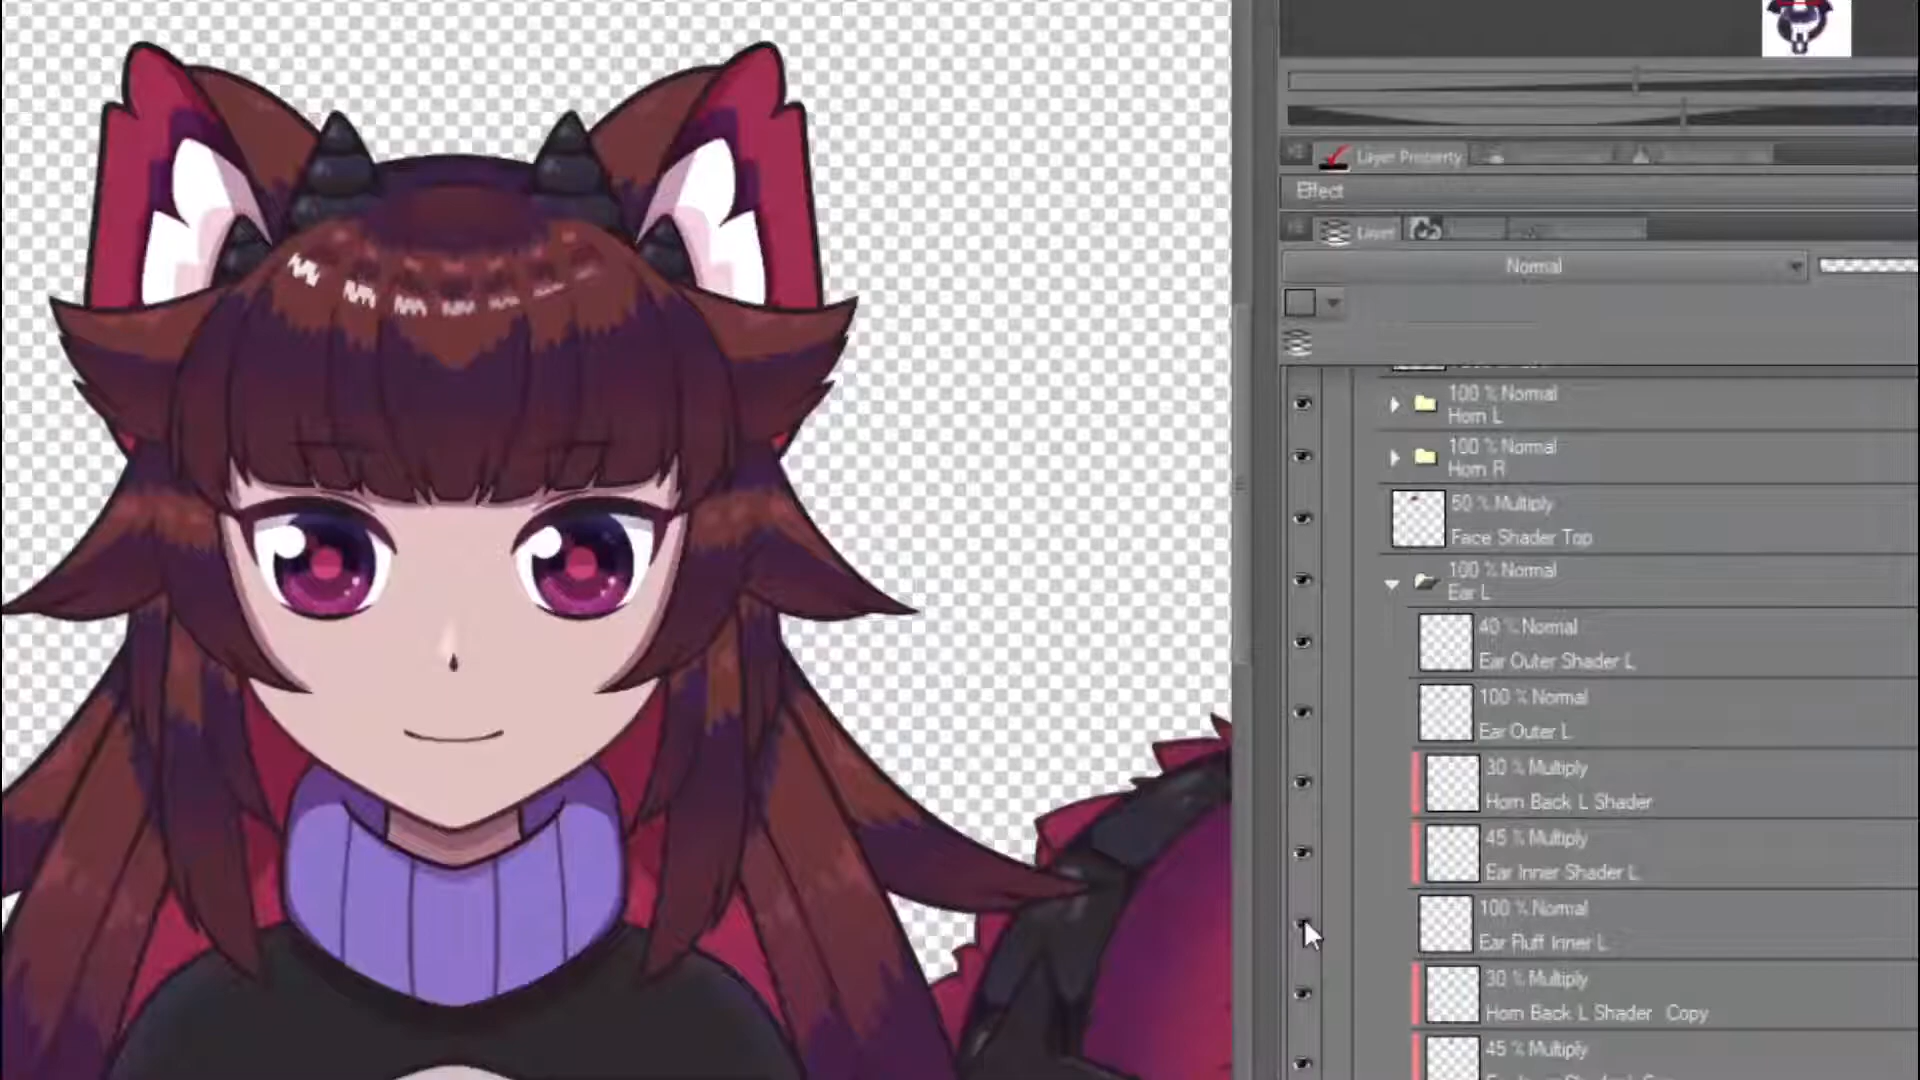 Layer Property
Effect
Layer
Normal
100 % Normal
Horn L
100 % Normal
Horn R
50 % Multiply
Face Shader Top
100 % Normal
Ear L
40 % Normal
Ear Outer Shader L
100 % Normal
Ear Outer L
30 % Multiply
Horn Back L Shader
45 % Multiply
Ear Inner Shader L
100 % Normal
Ear Fluff Inner L
30 % Multiply
Horn Back L Shader Copy
45 % Multiply